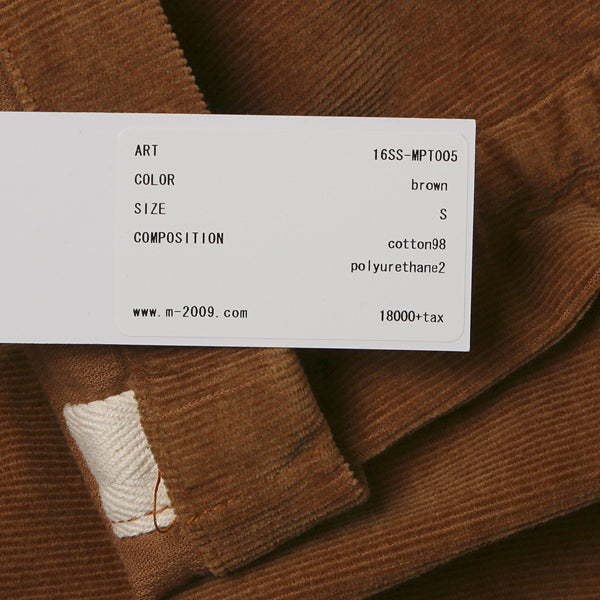 ART 16SS-MPT005
COLOR brown
SIZE S
COMPOSITION cotton98
polyurethane2
www.m-2009.com 18000+tax